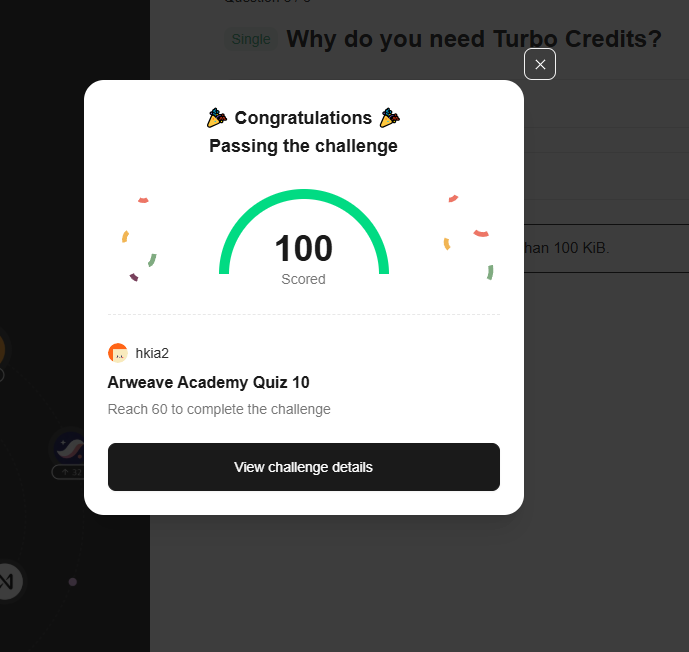 Single Why do you need Turbo Credits?
Congratulations
Passing the challenge
100
Scored
han 100 KiB.
hkia2
Arweave Academy Quiz 10
Reach 60 to complete the challenge
32
View challenge details